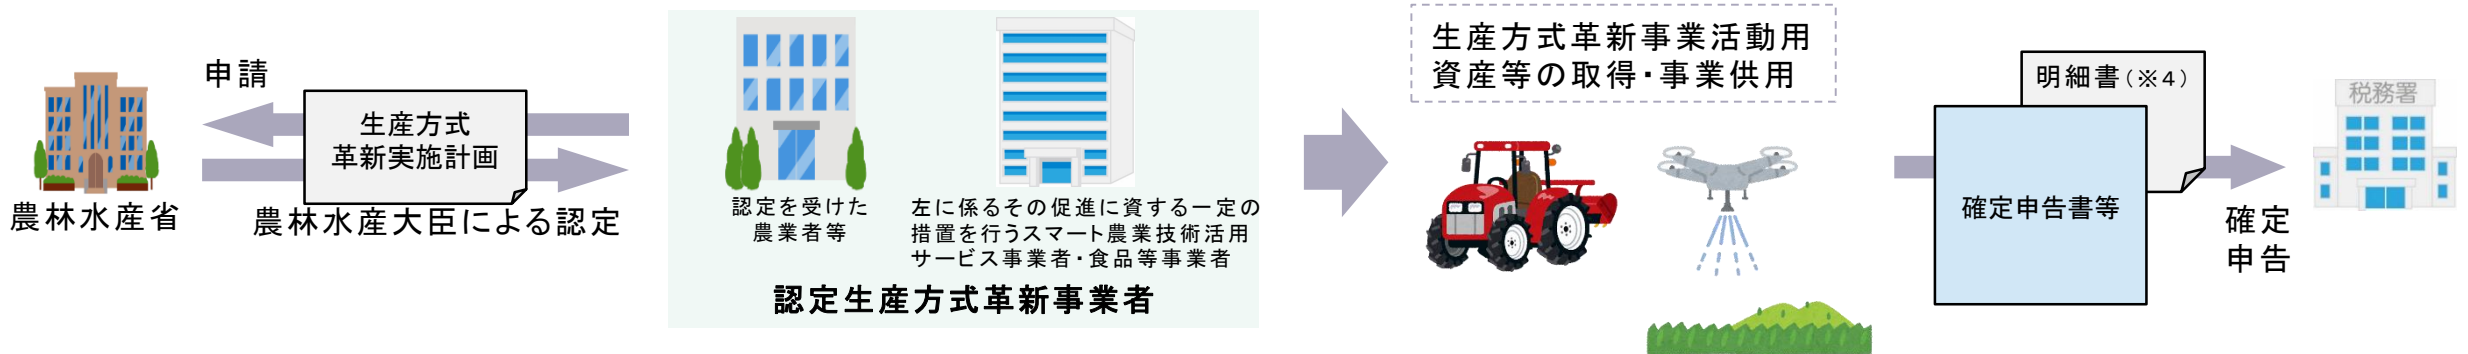 申請
生産方式
革新実施計画
農林水産省
農林水産大臣による認定
認定を受けた
農業者等
左に係るその促進に資する一定の
措置を行うスマート農業技術活用
サービス事業者・食品等事業者
認定生産方式革新事業者
生産方式革新事業活動用
資産等の取得・事業供用
明細書(※4)
確定申告書等
税務署
確定
申告